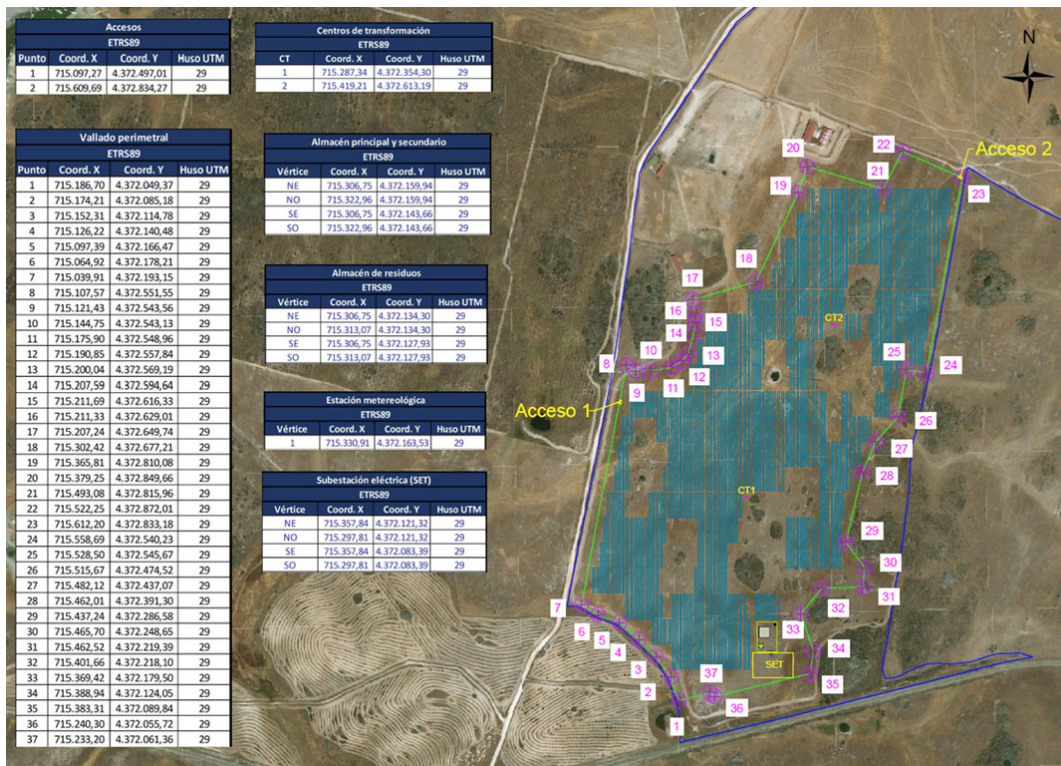 Accesos
ETRS89
Punto Coord. X Coord. Y Huso UTM
1 715.097,27 4.372.497,01 29
2 715.609,69 4.372.834,27 29
Vallado perimetral
ETRS89
Punto Coord. X Coord. Y Huso UTM
1 715.186,70 4.372.049,37 29
2 715.174,21 4.372.085,18 29
3 715.152,31 4.372.114,78 29
4 715.126,22 4.372.140,48 29
5 715.097,39 4.372.166,47 29
6 715.064,92 4.372.178,21 29
7 715.039,91 4.372.193,15 29
8 715.107,57 4.372.551,55 29
9 715.121,43 4.372.543,56 29
10 715.144,75 4.372.543,13 29
11 715.175,90 4.372.548,96 29
12 715.190,85 4.372.557,84 29
13 715.200,04 4.372.569,19 29
14 715.207,59 4.372.594,64 29
15 715.211,69 4.372.616,33 29
16 715.211,33 4.372.629,01 29
17 715.207,24 4.372.649,74 29
18 715.302,42 4.372.677,21 29
19 715.365,81 4.372.810,08 29
20 715.379,25 4.372.849,66 29
21 715.493,08 4.372.815,96 29
22 715.522,25 4.372.872,01 29
23 715.612,20 4.372.833,18 29
24 715.558,69 4.372.540,23 29
25 715.528,50 4.372.545,67 29
26 715.515,67 4.372.474,52 29
27 715.482,12 4.372.437,07 29
28 715.462,01 4.372.391,30 29
29 715.437,24 4.372.286,58 29
30 715.465,70 4.372.248,65 29
31 715.462,52 4.372.219,39 29
32 715.401,66 4.372.218,10 29
33 715.369,42 4.372.179,50 29
34 715.388,94 4.372.124,05 29
35 715.383,31 4.372.089,84 29
36 715.240,30 4.372.055,72 29
37 715.233,20 4.372.061,36 29
Centros de transformación
ETRS89
CT Coord. X Coord. Y Huso UTM
1 715.287,34 4.372.354,30 29
2 715.419,21 4.372.613,19 29
Almacén principal y secundario
ETRS89
Vértice Coord. X Coord. Y Huso UTM
NE 715.306,75 4.372.159,94 29
NO 715.322,96 4.372.159,94 29
SE 715.306,75 4.372.143,66 29
SO 715.322,96 4.372.143,66 29
Almacén de residuos
ETRS89
Vértice Coord. X Coord. Y Huso UTM
NE 715.306,75 4.372.134,30 29
NO 715.313,07 4.372.134,30 29
SE 715.306,75 4.372.127,93 29
SO 715.313,07 4.372.127,93 29
Estación metereológica
ETRS89
Vértice Coord. X Coord. Y Huso UTM
1 715.330,91 4.372.163,53 29
Subestación eléctrica (SET)
ETRS89
Vértice Coord. X Coord. Y Huso UTM
NE 715.357,84 4.372.121,32 29
NO 715.297,81 4.372.121,32 29
SE 715.357,84 4.372.083,39 29
SO 715.297,81 4.372.083,39 29
N
22
Acceso 2
20
21
19
23
18
17
16
15
CT2
14
10
13
8
12
25
24
11
9
Acceso 1
26
27
28
CT1
29
30
31
7
32
6
5
33
4
34
SET
3
35
2
37
36
1